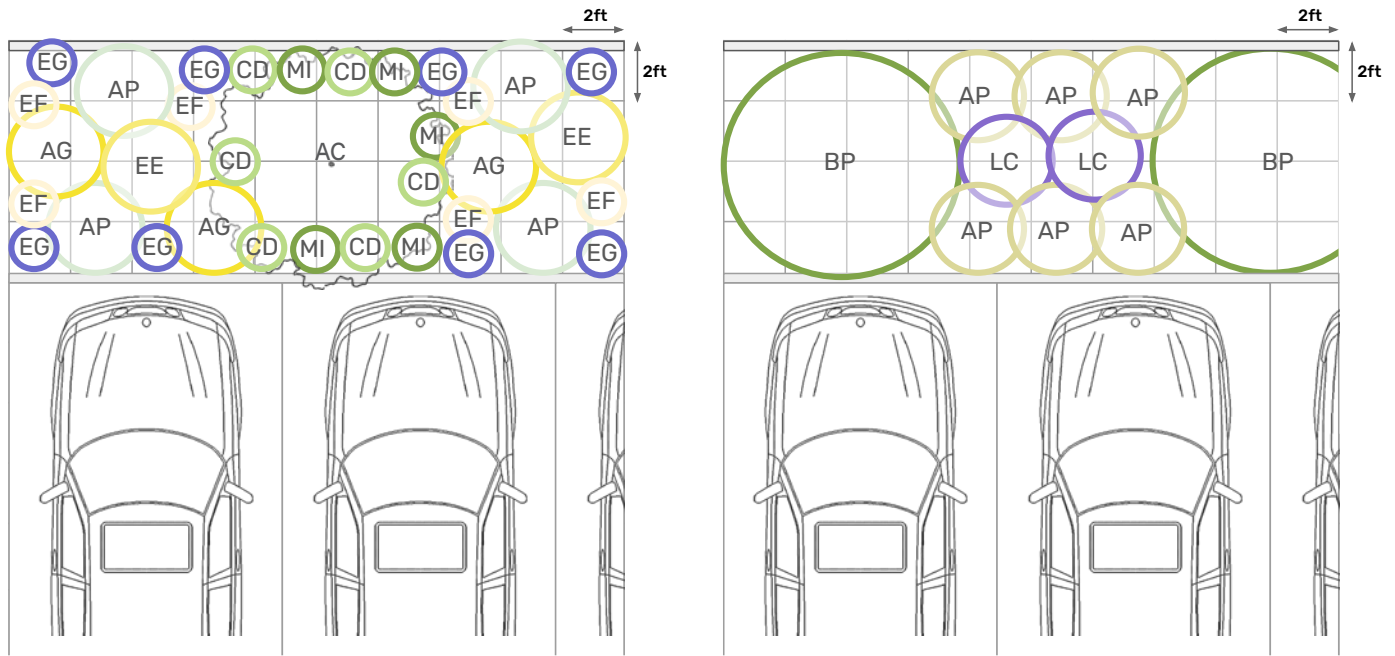 2ft
2ft
EG AP EG CD MI CD MI EG AP EG
EF EF EF
AG EE CD AC MI CD AG EE
EF EF EF
AP AG AP
EG EG CD MI CD MI EG EG
2ft
2ft
AP AP AP
BP LC LC BP
AP AP AP